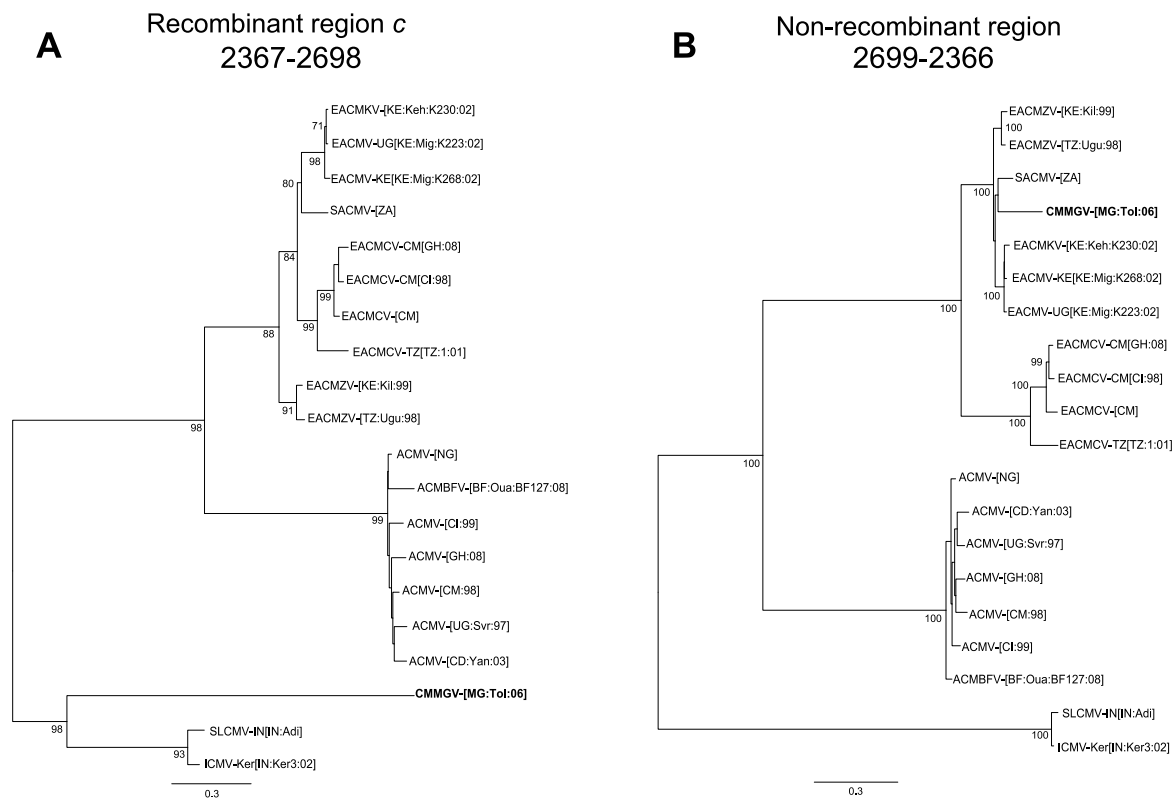 A
Recombinant region c
2367-2698
EACMKV-[KE:Keh:K230:02]
71
EACMV-UG[KE:Mig:K223:02]
98
EACMV-KE[KE:Mig:K268:02]
80
SACMV-[ZA]
EACMCV-CM[GH:08]
84
EACMCV-CM[CI:98]
99
EACMCV-[CM]
99
88
EACMCV-TZ[TZ:1:01]
EACMZV-[KE:Kil:99]
91
EACMZV-[TZ:Ugu:98]
98
ACMV-[NG]
ACMBFV-[BF:Oua:BF127:08]
99
ACMV-[CI:99]
ACMV-[GH:08]
ACMV-[CM:98]
ACMV-[UG:Svr:97]
ACMV-[CD:Yan:03]
CMMGV-[MG:Tol:06]
98
SLCMV-IN[IN:Adi]
93
ICMV-Ker[IN:Ker3:02]
0.3
B
Non-recombinant region
2699-2366
EACMZV-[KE:Kil:99]
100
EACMZV-[TZ:Ugu:98]
SACMV-[ZA]
100
CMMGV-[MG:Tol:06]
EACMKV-[KE:Keh:K230:02]
EACMV-KE[KE:Mig:K268:02]
100
100
EACMV-UG[KE:Mig:K223:02]
EACMCV-CM[GH:08]
99
EACMCV-CM[CI:98]
100
EACMCV-[CM]
100
EACMCV-TZ[TZ:1:01]
100
ACMV-[NG]
ACMV-[CD:Yan:03]
ACMV-[UG:Svr:97]
ACMV-[GH:08]
ACMV-[CM:98]
100
ACMV-[CI:99]
ACMBFV-[BF:Oua:BF127:08]
SLCMV-IN[IN:Adi]
100
ICMV-Ker[IN:Ker3:02]
0.3